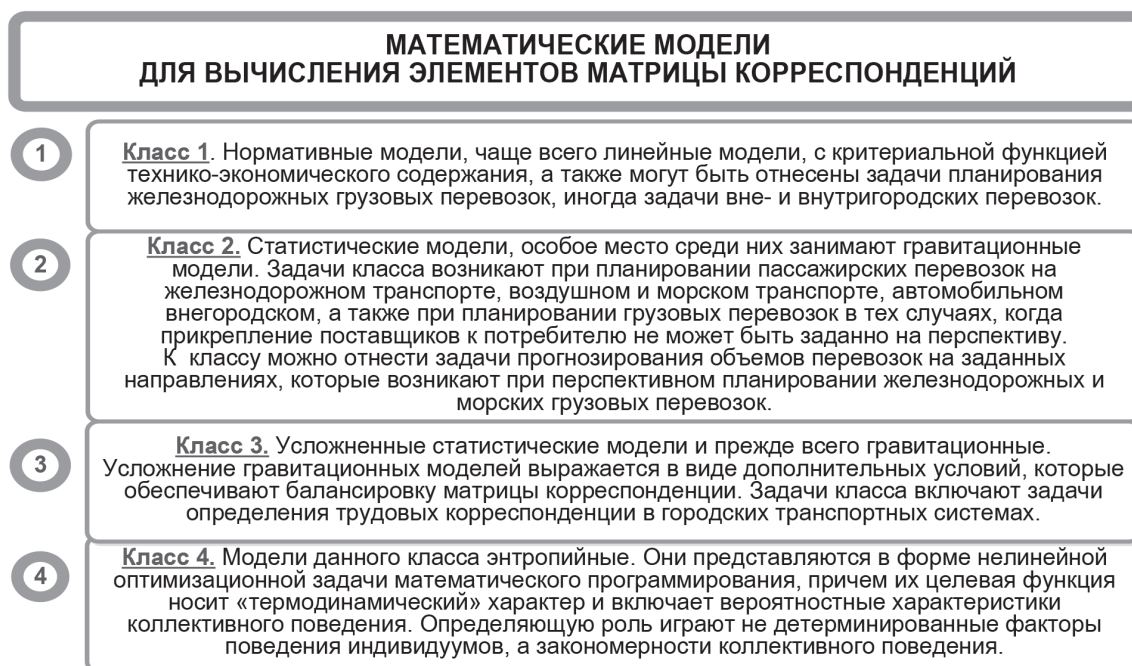 МАТЕМАТИЧЕСКИЕ МОДЕЛИ
ДЛЯ ВЫЧИСЛЕНИЯ ЭЛЕМЕНТОВ МАТРИЦЫ КОРРЕСПОНДЕНЦИЙ
1
Класс 1. Нормативные модели, чаще всего линейные модели, с критериальной функцией
технико-экономического содержания, а также могут быть отнесены задачи планирования
железнодорожных грузовых перевозок, иногда задачи вне- и внутригородских перевозок.
2
Класс 2. Статистические модели, особое место среди них занимают гравитационные
модели. Задачи класса возникают при планировании пассажирских перевозок на
железнодорожном транспорте, воздушном и морском транспорте, автомобильном
внегородском, а также при планировании грузовых перевозок в тех случаях, когда
прикрепление поставщиков к потребителю не может быть заданно на перспективу.
К классу можно отнести задачи прогнозирования объемов перевозок на заданных
направлениях, которые возникают при перспективном планировании железнодорожных и
морских грузовых перевозок.
3
Класс 3. Усложненные статистические модели и прежде всего гравитационные.
Усложнение гравитационных моделей выражается в виде дополнительных условий, которые
обеспечивают балансировку матрицы корреспонденции. Задачи класса включают задачи
определения трудовых корреспонденции в городских транспортных системах.
4
Класс 4. Модели данного класса энтропийные. Они представляются в форме нелинейной
оптимизационной задачи математического программирования, причем их целевая функция
носит «термодинамический» характер и включает вероятностные характеристики
коллективного поведения. Определяющую роль играют не детерминированные факторы
поведения индивидуумов, а закономерности коллективного поведения.